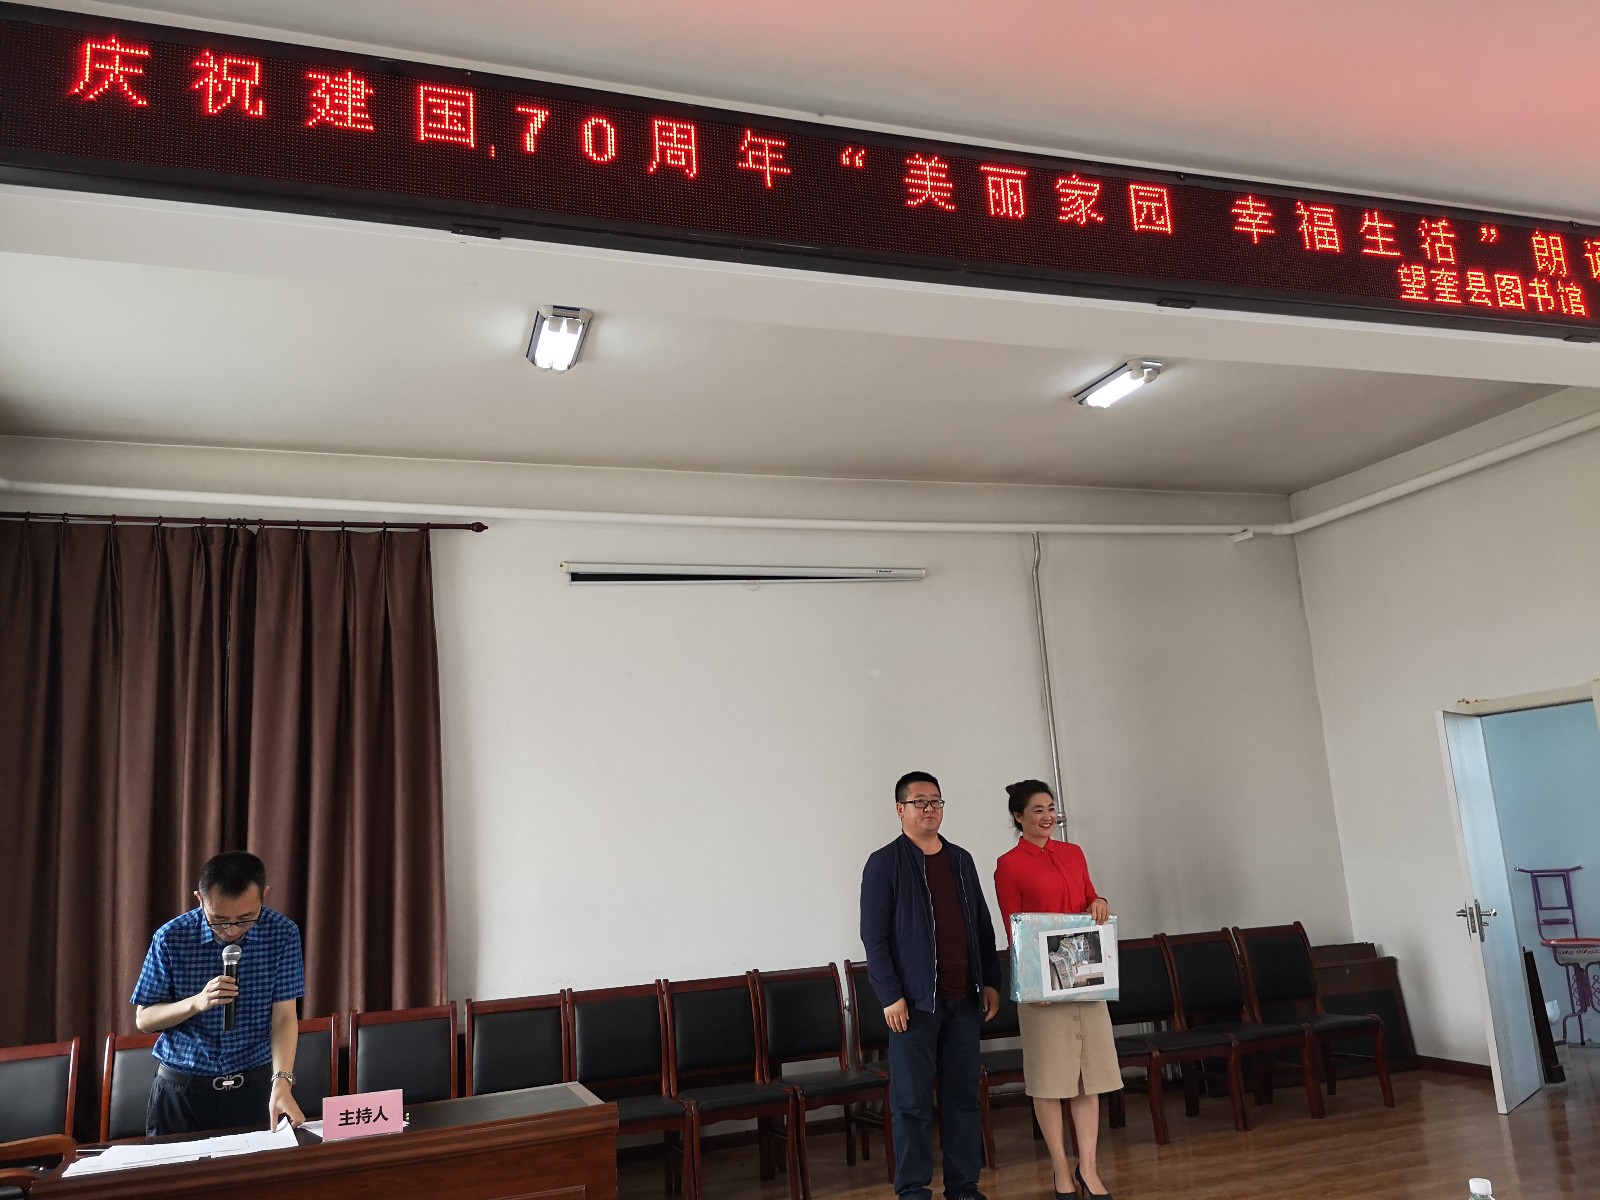 庆祝建国.70周年“美丽家园 幸福生活”朗诵
望奎县图书馆
主持人